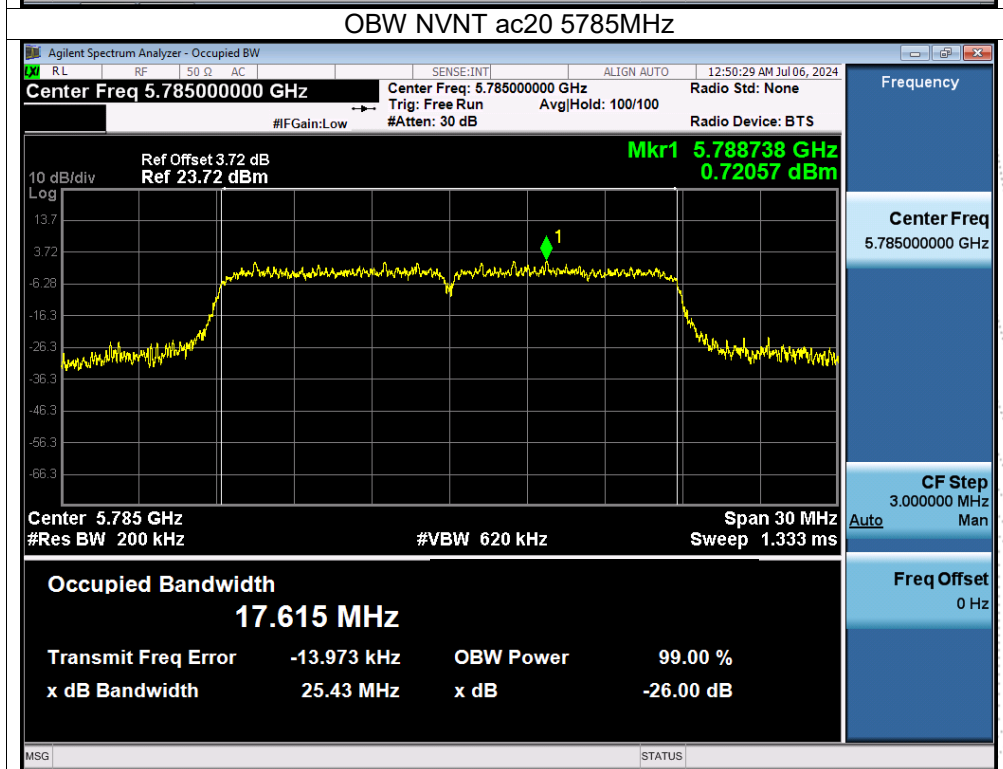 OBW NVNT ac20 5785MHz
Agilent Spectrum Analyzer - Occupied BW
LXI RL RF 50 Ω AC SENSE:INT ALIGN AUTO 12:50:29 AM Jul 06, 2024
Center Freq 5.785000000 GHz
Center Freq: 5.785000000 GHz Radio Std: None
Trig: Free Run Avg|Hold: 100/100
#IFGain:Low #Atten: 30 dB Radio Device: BTS
Ref Offset 3.72 dB
10 dB/div Ref 23.72 dBm
Mkr1 5.788738 GHz
0.72057 dBm
Log
13.7
3.72
-6.28
-16.3
-26.3
-36.3
-46.3
-56.3
-66.3
1
Center 5.785 GHz Span 30 MHz
#Res BW 200 kHz #VBW 620 kHz Sweep 1.333 ms
Occupied Bandwidth
17.615 MHz
Transmit Freq Error -13.973 kHz OBW Power 99.00 %
x dB Bandwidth 25.43 MHz x dB -26.00 dB
MSG STATUS
Frequency
Center Freq
5.785000000 GHz
CF Step
3.000000 MHz
Auto Man
Freq Offset
0 Hz